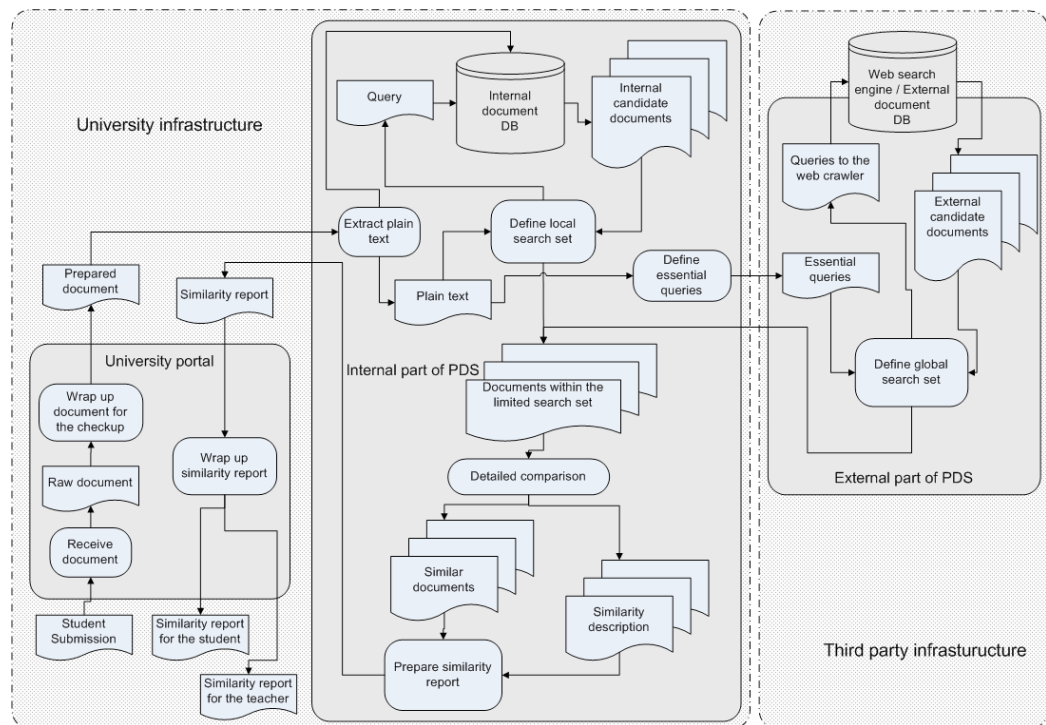 University infrastructure
Query
Internal
document
DB
Internal
candidate
documents
Extract plain
text
Define local
search set
Plain text
Define
essential
queries
Prepared
document
Similarity report
University portal
Wrap up
document for
the checkup
Raw document
Receive
document
Student
Submission
Wrap up
similarity report
Similarity report
for the student
Similarity report
for the teacher
Internal part of PDS
Documents within the
limited search set
Detailed comparison
Similar
documents
Similarity
description
Prepare similarity
report
Web search
engine / External
document
DB
Queries to the
web crawler
External
candidate
documents
Essential
queries
Define global
search set
External part of PDS
Third party infrasturucture